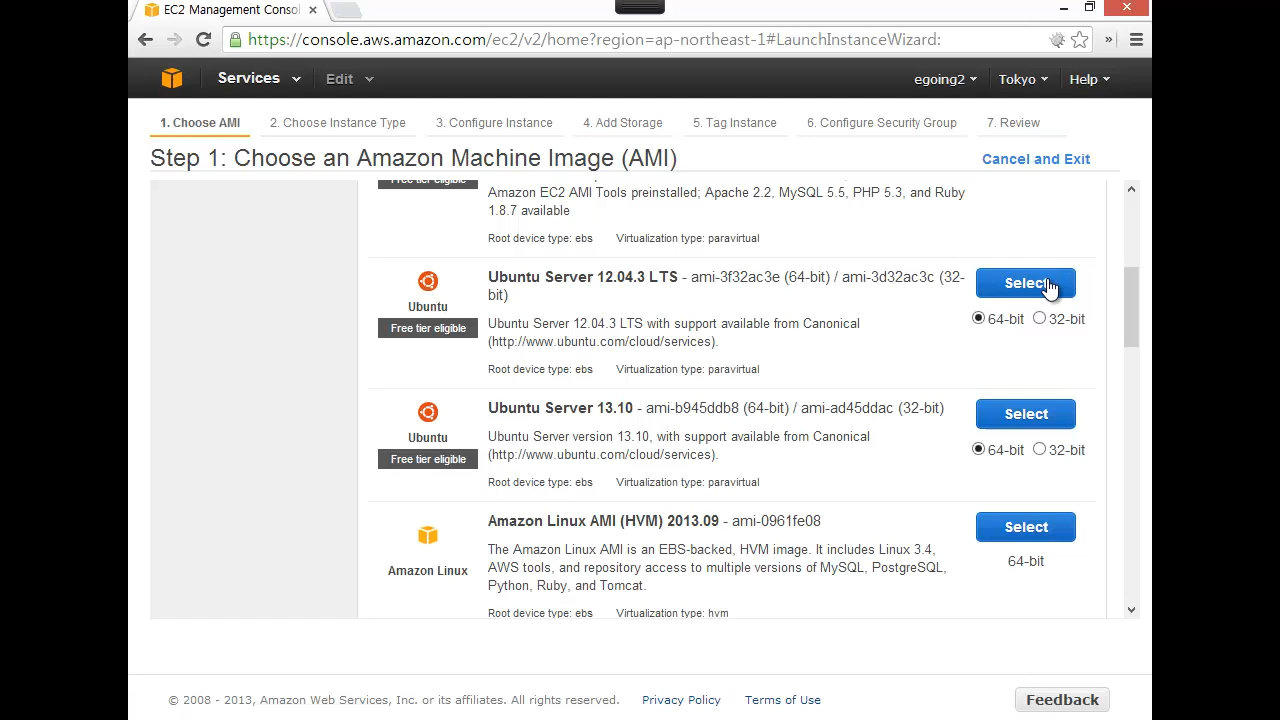 EC2 Management Consol
https://console.aws.amazon.com/ec2/v2/home?region=ap-northeast-1#LaunchInstanceWizard:
Services Edit egoing2 Tokyo Help
1. Choose AMI 2. Choose Instance Type 3. Configure Instance 4. Add Storage 5. Tag Instance 6. Configure Security Group 7. Review
Step 1: Choose an Amazon Machine Image (AMI) Cancel and Exit
Free tier eligible
Amazon EC2 AMI Tools preinstalled; Apache 2.2, MySQL 5.5, PHP 5.3, and Ruby
1.8.7 available
Root device type: ebs Virtualization type: paravirtual
Ubuntu
Free tier eligible
Ubuntu Server 12.04.3 LTS - ami-3f32ac3e (64-bit) / ami-3d32ac3c (32-
bit)
Ubuntu Server 12.04.3 LTS with support available from Canonical
(http://www.ubuntu.com/cloud/services).
Root device type: ebs Virtualization type: paravirtual
Select
64-bit 32-bit
Ubuntu
Free tier eligible
Ubuntu Server 13.10 - ami-b945ddb8 (64-bit) / ami-ad45ddac (32-bit)
Ubuntu Server version 13.10, with support available from Canonical
(http://www.ubuntu.com/cloud/services).
Root device type: ebs Virtualization type: paravirtual
Select
64-bit 32-bit
Amazon Linux
Amazon Linux AMI (HVM) 2013.09 - ami-0961fe08
The Amazon Linux AMI is an EBS-backed, HVM image. It includes Linux 3.4,
AWS tools, and repository access to multiple versions of MySQL, PostgreSQL,
Python, Ruby, and Tomcat.
Root device type: ebs Virtualization type: hvm
Select
64-bit
© 2008 - 2013, Amazon Web Services, Inc. or its affiliates. All rights reserved. Privacy Policy Terms of Use Feedback